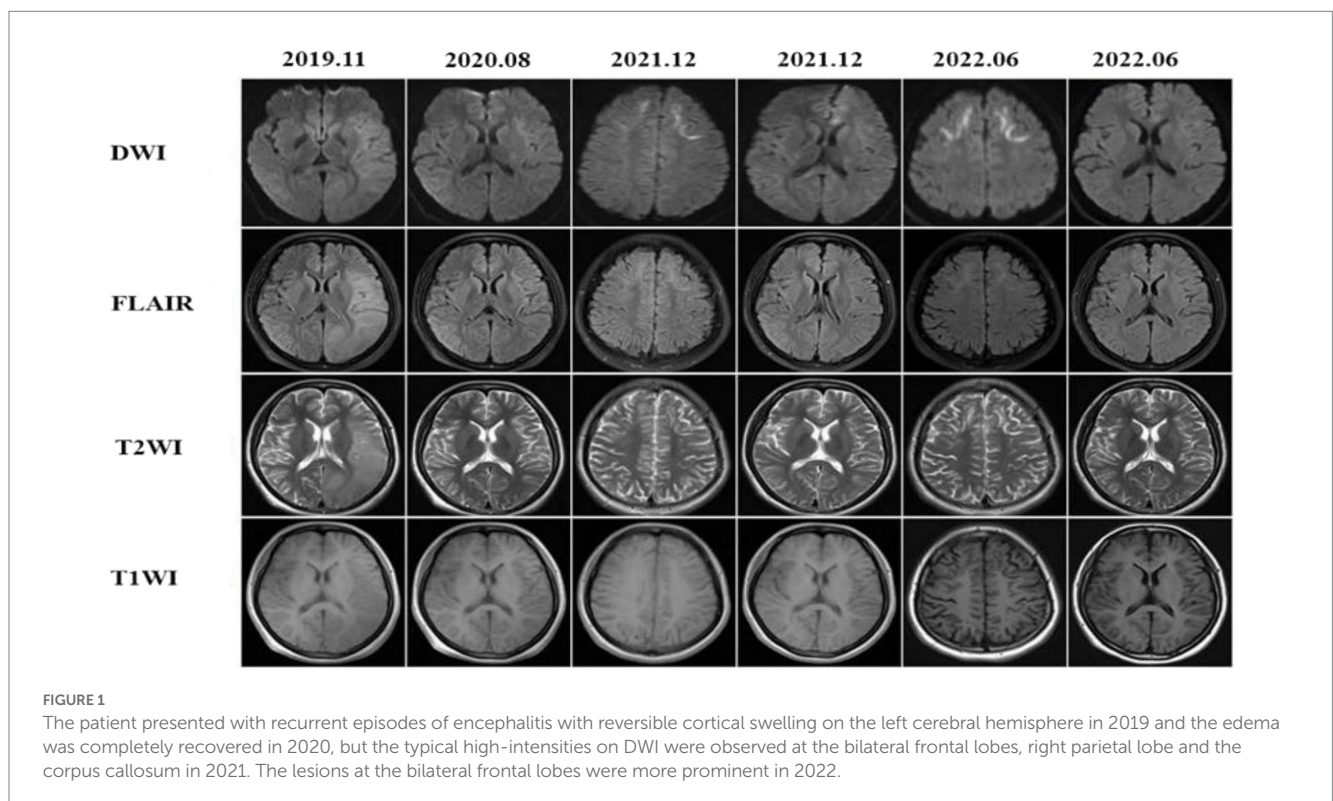 2019.11 2020.08 2021.12 2021.12 2022.06 2022.06
DWI
FLAIR
T2WI
T1WI
FIGURE 1
The patient presented with recurrent episodes of encephalitis with reversible cortical swelling on the left cerebral hemisphere in 2019 and the edema
was completely recovered in 2020, but the typical high-intensities on DWI were observed at the bilateral frontal lobes, right parietal lobe and the
corpus callosum in 2021. The lesions at the bilateral frontal lobes were more prominent in 2022.